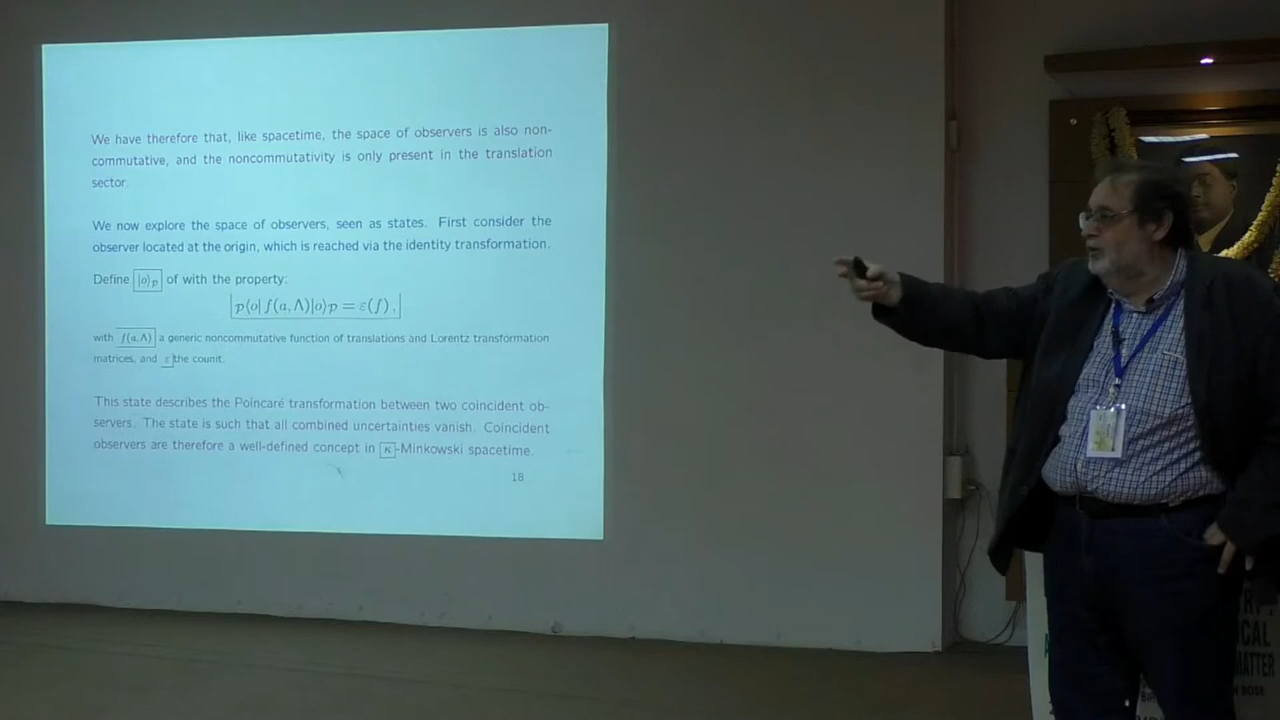 We have therefore that, like spacetime, the space of observers is also non-
commutative, and the noncommutativity is only present in the translation
sector.
We now explore the space of observers, seen as states. First consider the
observer located at the origin, which is reached via the identity transformation.
Define |o⟩𝒫 of with the property:
𝒫⟨o| f(a, Λ)|o⟩𝒫 = ε(f) ,
with f(a, Λ) a generic noncommutative function of translations and Lorentz transformation
matrices, and ε the counit.
This state describes the Poincaré transformation between two coincident ob-
servers. The state is such that all combined uncertainties vanish. Coincident
observers are therefore a well-defined concept in κ-Minkowski spacetime.
18
CAL
MATTER
N BOSE